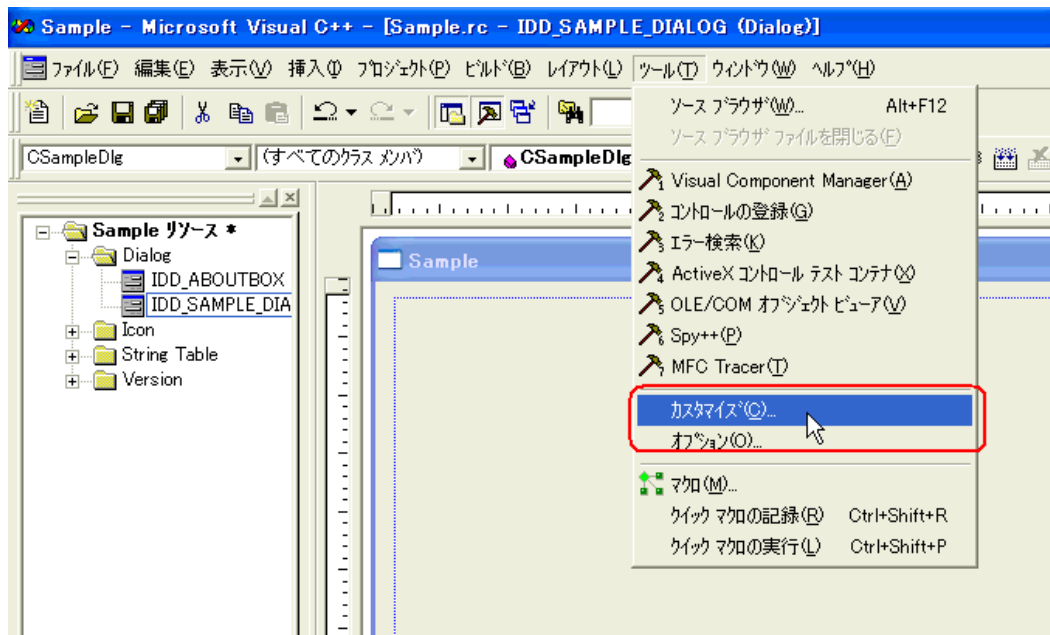 Sample - Microsoft Visual C++ - [Sample.rc - IDD_SAMPLE_DIALOG (Dialog)]
ﾌｧｲﾙ(F) 編集(E) 表示(V) 挿入(I) ﾌﾟﾛｼﾞｪｸﾄ(P) ﾋﾞﾙﾄﾞ(B) ﾚｲｱｳﾄ(L) ﾂｰﾙ(T) ｳｨﾝﾄﾞｳ(W) ﾍﾙﾌﾟ(H)
CSampleDlg (すべてのｸﾗｽ ﾒﾝﾊﾞ) CSampleDlg
ｿｰｽ ﾌﾞﾗｳｻﾞ(W)... Alt+F12
ｿｰｽ ﾌﾞﾗｳｻﾞ ﾌｧｲﾙを閉じる(F)
1 Visual Component Manager(A)
2 ｺﾝﾄﾛｰﾙの登録(G)
3 ｴﾗｰ検索(K)
4 ActiveX ｺﾝﾄﾛｰﾙ ﾃｽﾄ ｺﾝﾃﾅ(X)
5 OLE/COM ｵﾌﾞｼﾞｪｸﾄ ﾋﾞｭｰｱ(V)
6 Spy++(P)
7 MFC Tracer(T)
ｶｽﾀﾏｲｽﾞ(C)...
ｵﾌﾟｼｮﾝ(O)...
ﾏｸﾛ(M)...
ｸｲｯｸ ﾏｸﾛの記録(R) Ctrl+Shift+R
ｸｲｯｸ ﾏｸﾛの実行(L) Ctrl+Shift+P
Sample ﾘｿｰｽ *
Dialog
IDD_ABOUTBOX
IDD_SAMPLE_DIA
Icon
String Table
Version
Sample